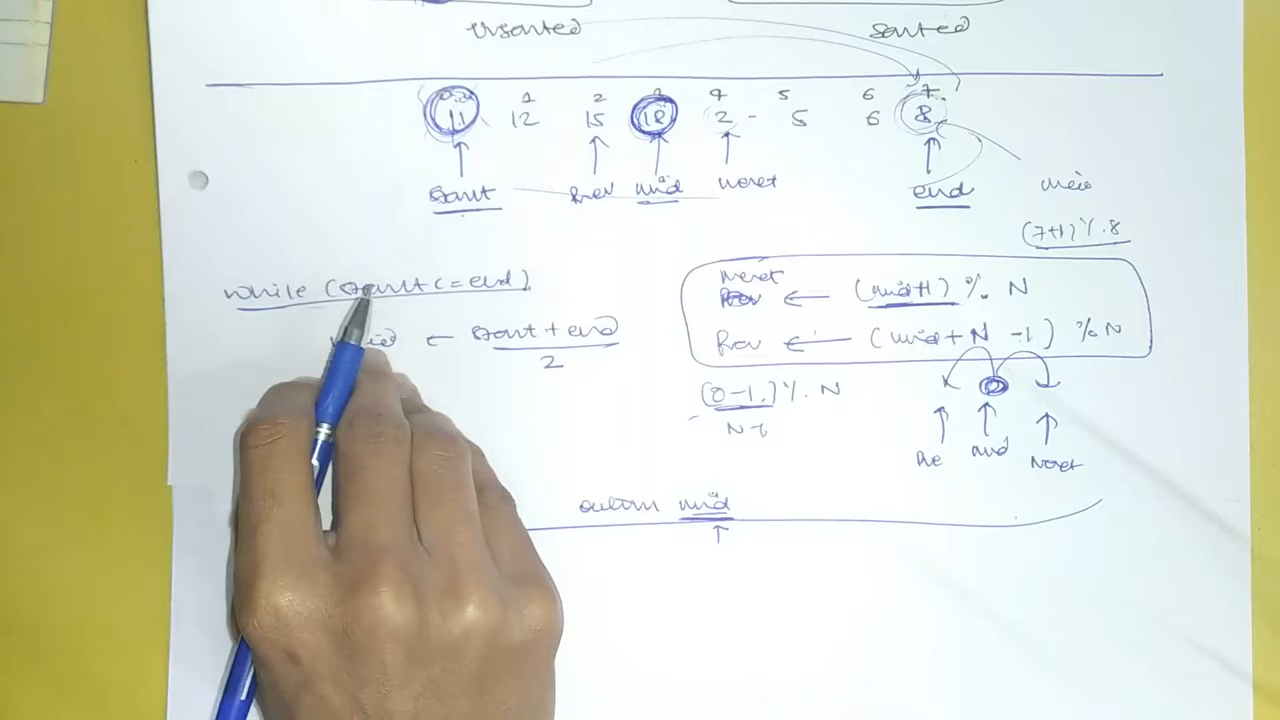 unsorted sorted
1 2 3 4 5 6 7
11 12 15 18 2 - 5 6 8
start Prev mid next end
min
(7+1) % 8
while (start <= end)
next ← (mid+1) % N
mid ← start + end
2
Prev ← (mid + N - 1) % N
(0-1) % N
N
mid
Pre Next
return mid